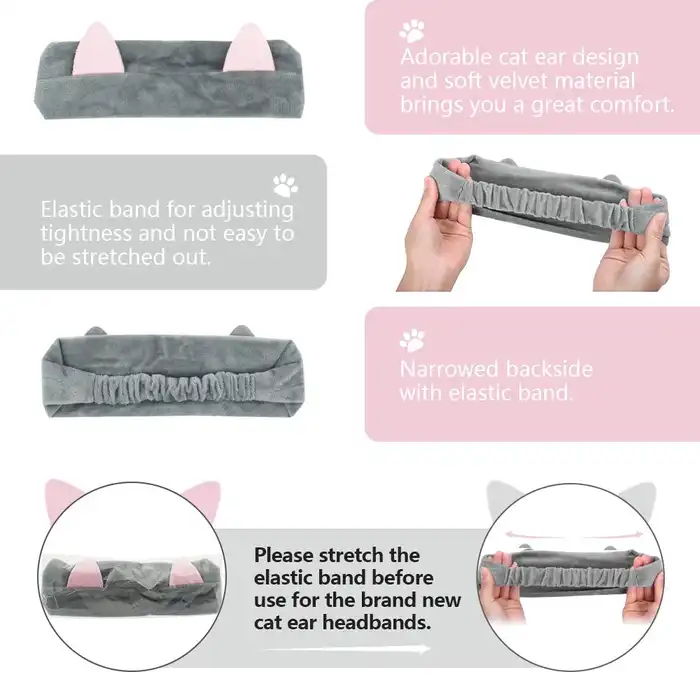 Adorable cat ear design
and soft velvet material
brings you a great comfort.
Elastic band for adjusting
tightness and not easy to
be stretched out.
Narrowed backside
with elastic band.
Please stretch the
elastic band before
use for the brand new
cat ear headbands.